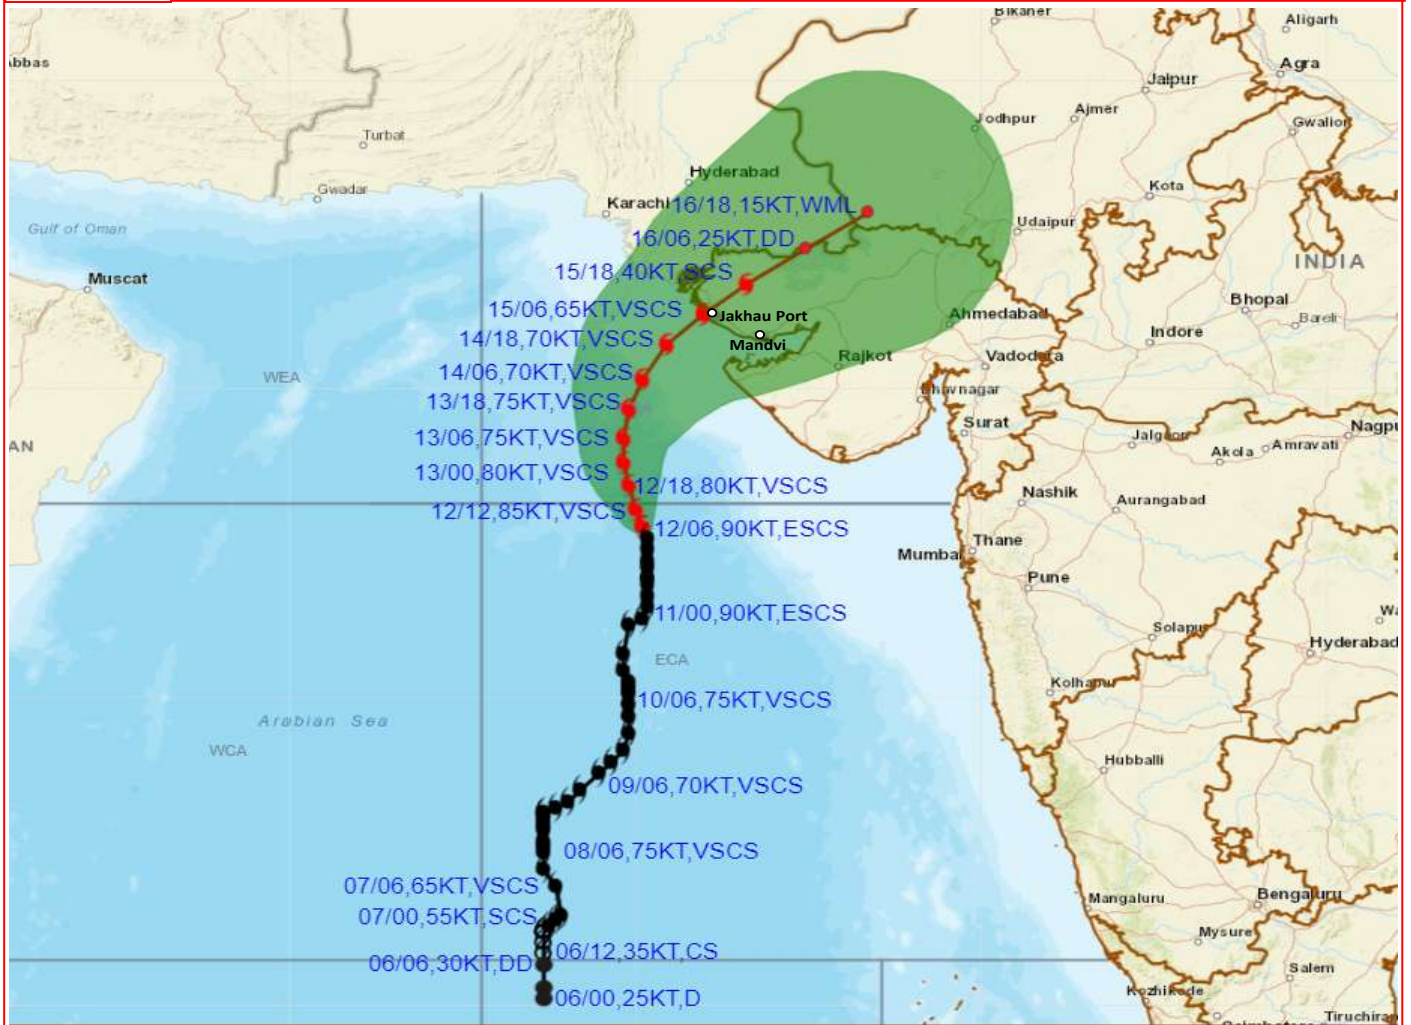 Bikaner
Aligarh
Abbas
Agra
Jaipur
Ajmer
Jodhpur
Gwalior
Turbat
Hyderabad
Kota
Gwadar
Karachi
16/18,15KT,WML
Udaipur
Gulf of Oman
16/06,25KT,DD
INDIA
15/18,40KT,SCS
Muscat
Bhopal
15/06,65KT,VSCS
Jakhau Port
Ahmedabad
Bareli
14/18,70KT,VSCS
Indore
Mandvi
Rajkot
Vadodara
14/06,70KT,VSCS
WEA
Bhavnagar
13/18,75KT,VSCS
Surat
Nagpu
13/06,75KT,VSCS
Jalgaon
Amravati
AN
Akola
13/00,80KT,VSCS
12/18,80KT,VSCS
Nashik
Aurangabad
12/12,85KT,VSCS
12/06,90KT,ESCS
Thane
Mumbai
Pune
11/00,90KT,ESCS
Wa
Solapur
Hyderabad
ECA
Kolhapur
10/06,75KT,VSCS
Arabian Sea
WCA
Hubballi
09/06,70KT,VSCS
08/06,75KT,VSCS
07/06,65KT,VSCS
Bengaluru
Mangaluru
07/00,55KT,SCS
Mysure
06/12,35KT,CS
06/06,30KT,DD
Salem
Kozhikode
06/00,25KT,D
Tiruchirap